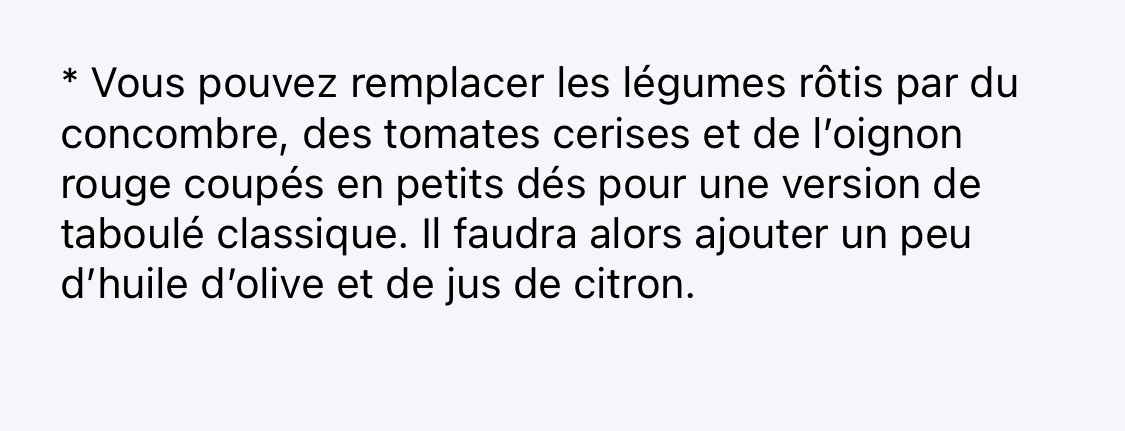 * Vous pouvez remplacer les légumes rôtis par du
concombre, des tomates cerises et de l’oignon
rouge coupés en petits dés pour une version de
taboulé classique. Il faudra alors ajouter un peu
d’huile d’olive et de jus de citron.